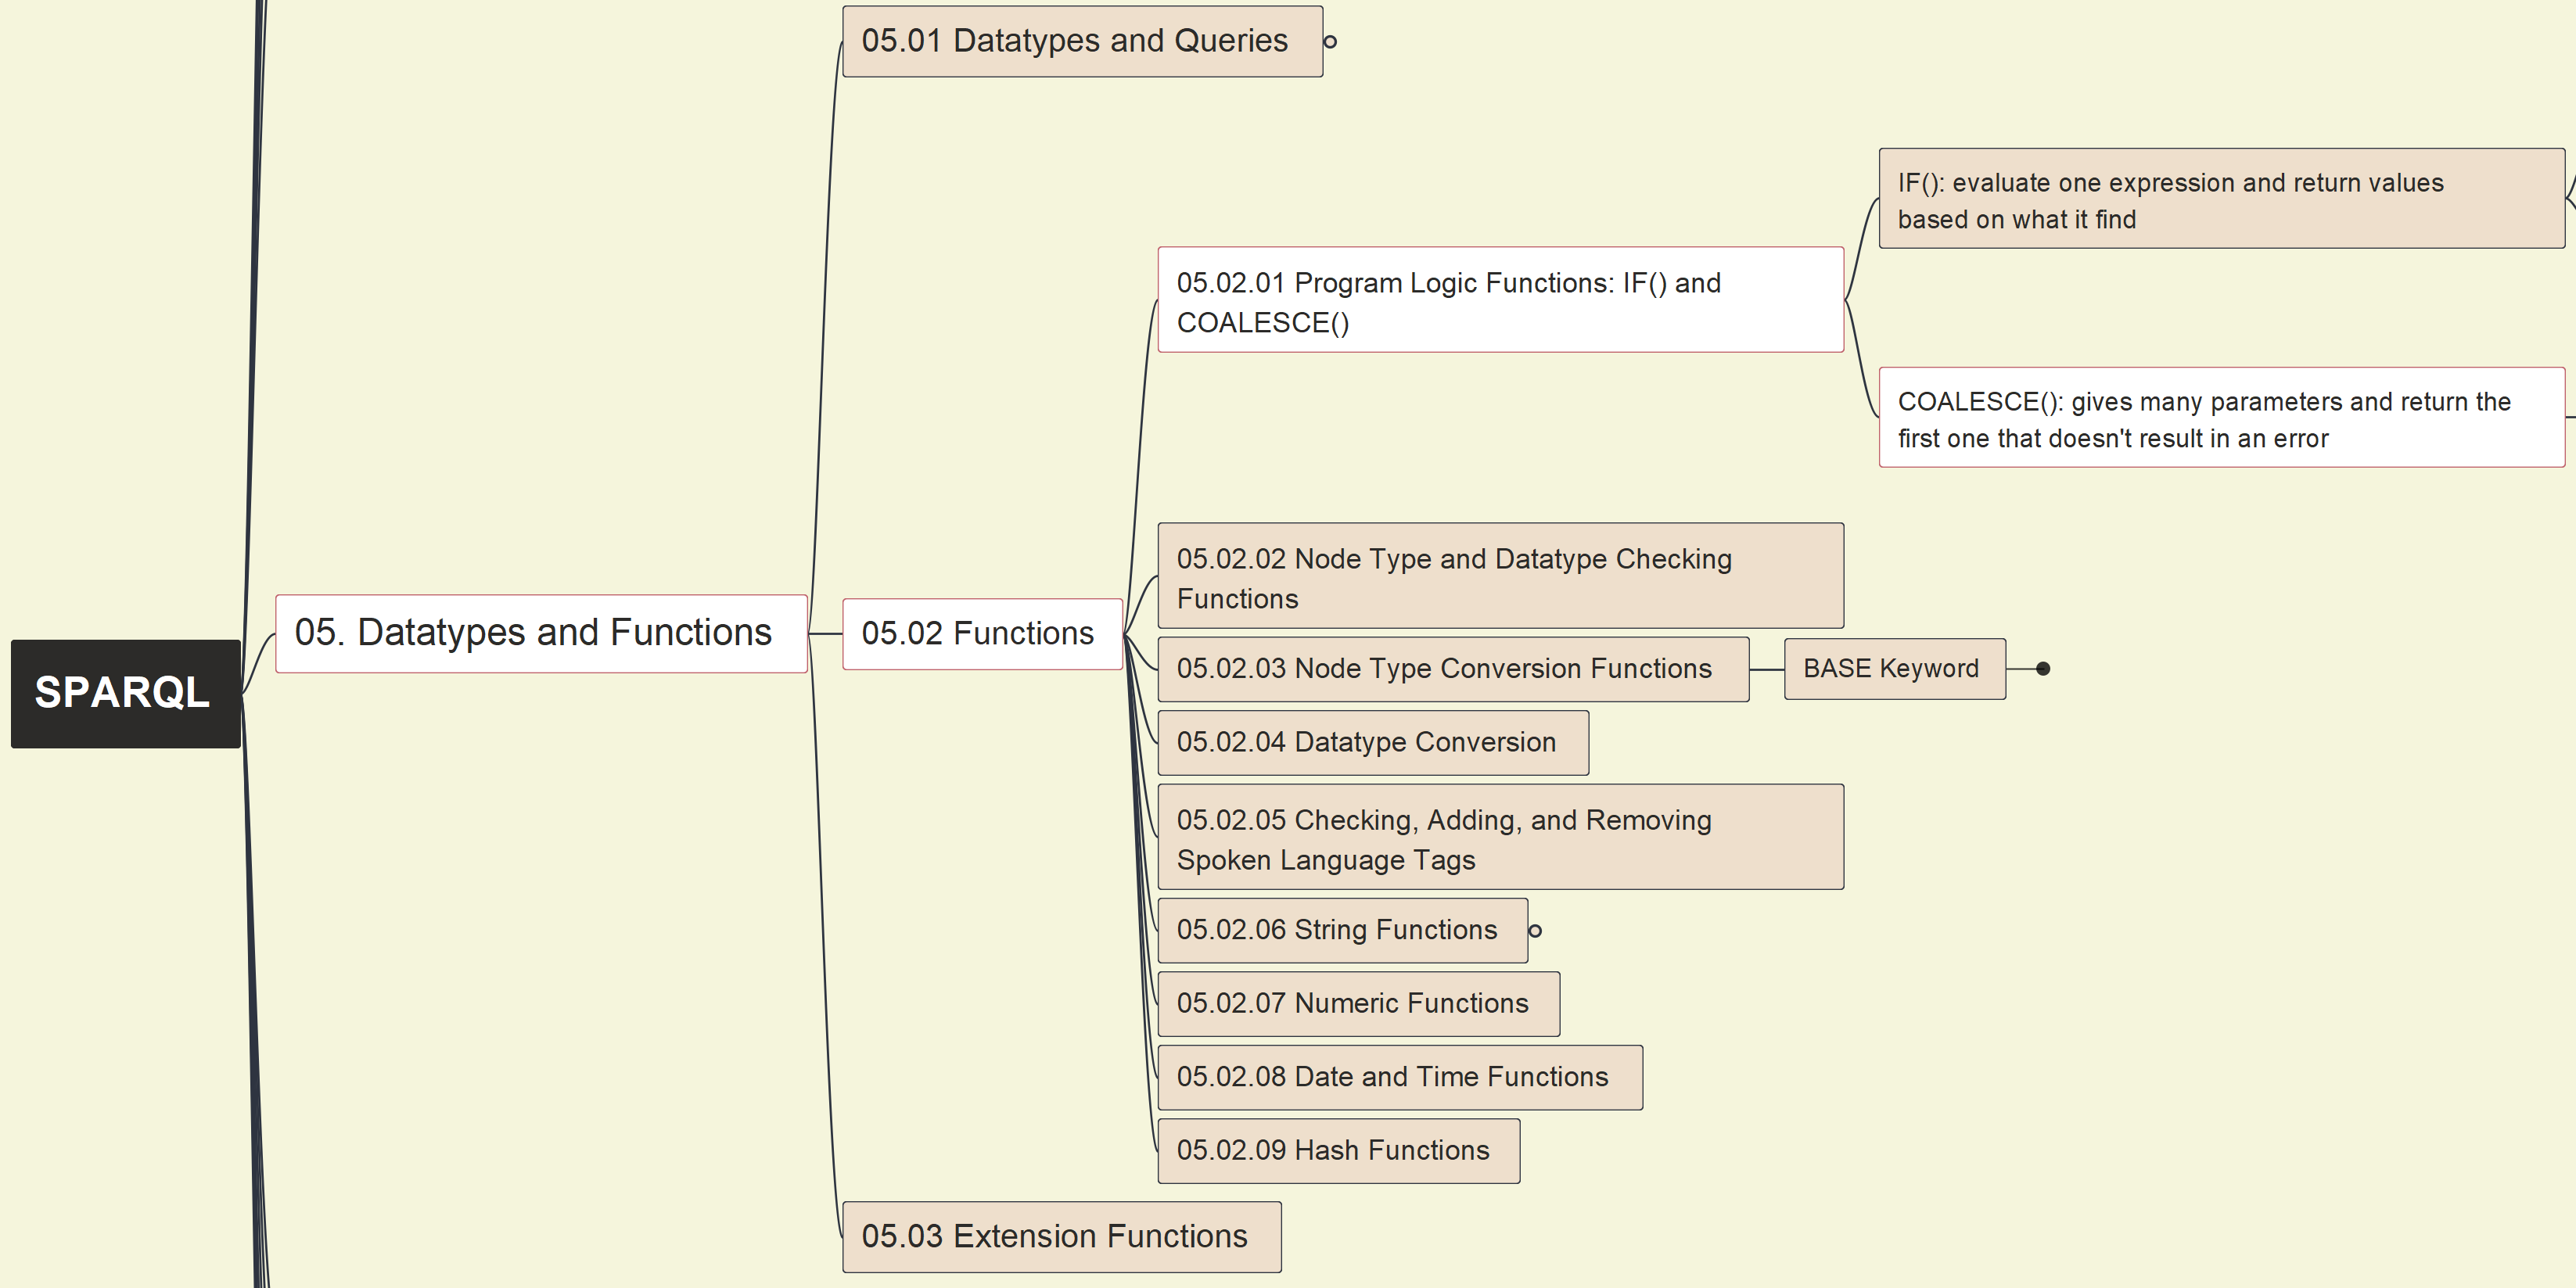 SPARQL
05. Datatypes and Functions
05.01 Datatypes and Queries
05.02 Functions
05.02.01 Program Logic Functions: IF() and
COALESCE()
IF(): evaluate one expression and return values
based on what it find
COALESCE(): gives many parameters and return the
first one that doesn't result in an error
05.02.02 Node Type and Datatype Checking
Functions
05.02.03 Node Type Conversion Functions
BASE Keyword
05.02.04 Datatype Conversion
05.02.05 Checking, Adding, and Removing
Spoken Language Tags
05.02.06 String Functions
05.02.07 Numeric Functions
05.02.08 Date and Time Functions
05.02.09 Hash Functions
05.03 Extension Functions